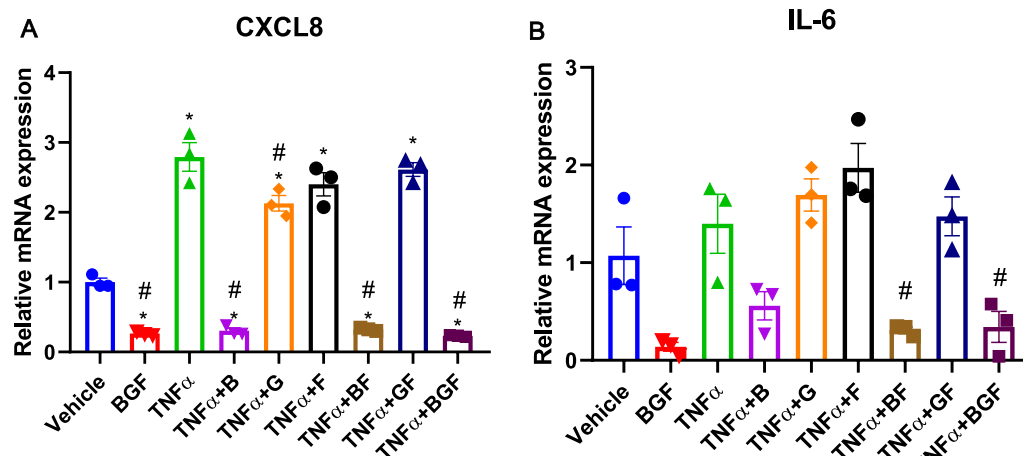 A
CXCL8
Relative mRNA expression
4
3
2
1
0
*
#
*
#
*
#
*
*
#
*
*
#
*
Vehicle
BGF
TNFα
TNFα+B
TNFα+G
TNFα+F
TNFα+BF
TNFα+GF
TNFα+BGF
B
IL-6
Relative mRNA expression
3
2
1
0
#
#
Vehicle
BGF
TNFα
TNFα+B
TNFα+G
TNFα+F
TNFα+BF
TNFα+GF
NFα+BGF